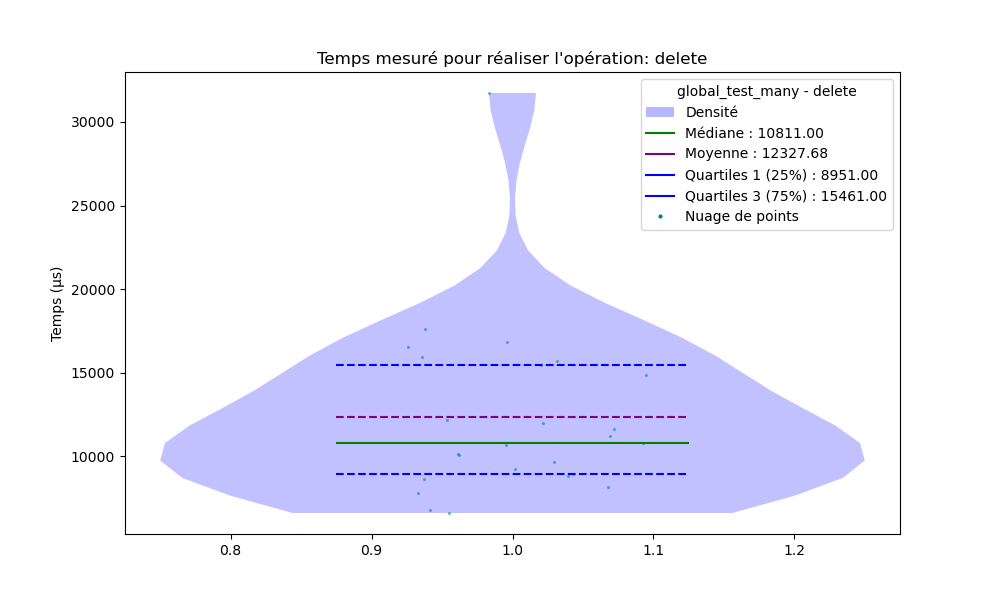 Temps mesuré pour réaliser l'opération: delete
global_test_many - delete
Densité
Médiane : 10811.00
Moyenne : 12327.68
Quartiles 1 (25%) : 8951.00
Quartiles 3 (75%) : 15461.00
Nuage de points
Temps (µs)
30000
25000
20000
15000
10000
0.8 0.9 1.0 1.1 1.2